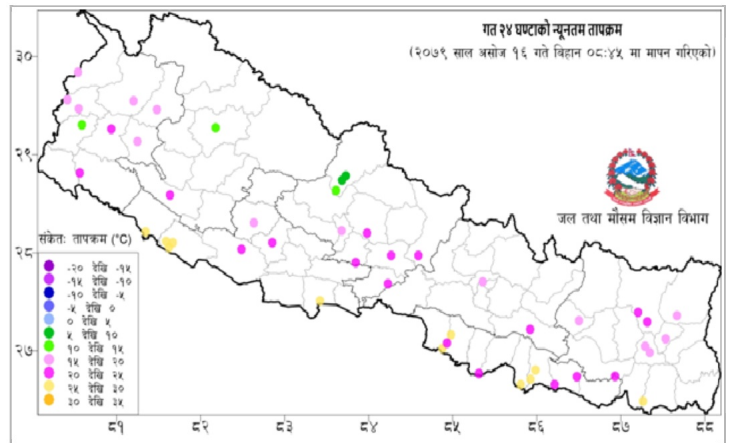 गत २४ घण्टाको न्यूनतम तापक्रम
(२०७९ साल असोज १६ गते विहान ०८:४५ मा मापन गरिएको)
३०
२९
२८
२७
जल तथा मौसम विज्ञान विभाग
संकेतः तापक्रम (°C)
-२० देखि -१५
-१५ देखि -१०
-१० देखि -५
-५ देखि ०
० देखि ५
५ देखि १०
१० देखि १५
१५ देखि २०
२० देखि २५
२५ देखि ३०
३० देखि ३५
८१ ८२ ८३ ८४ ८५ ८६ ८७ ८८